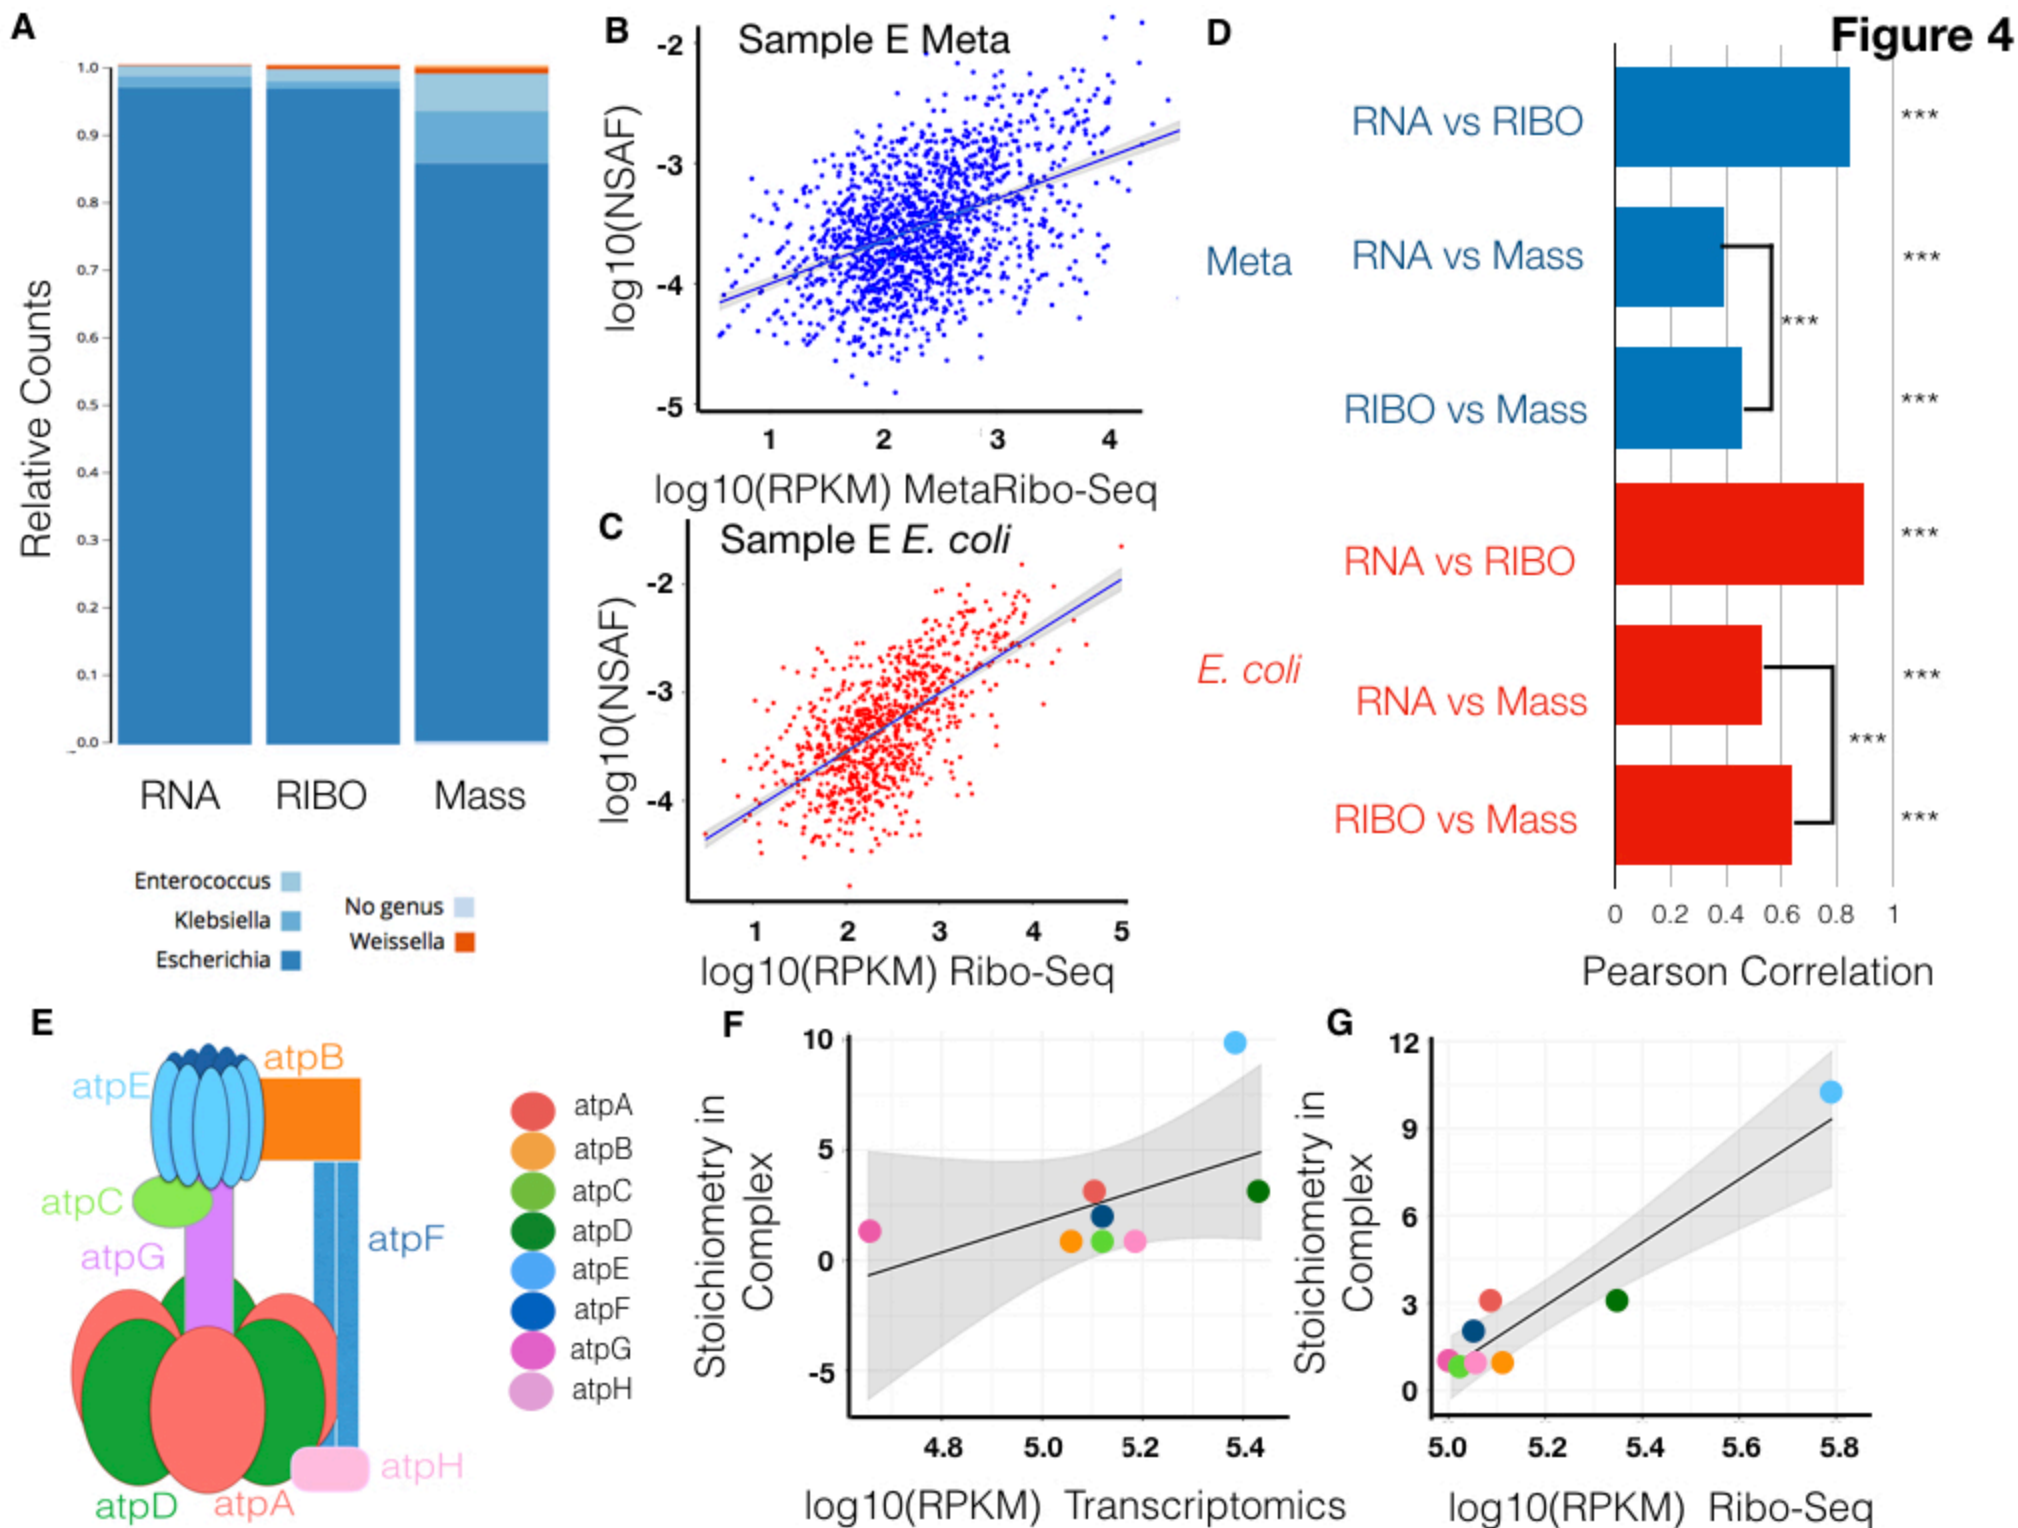 Figure 4
A
1.0
0.9
0.8
0.7
0.6
0.5
0.4
0.3
0.2
0.1
0.0
Relative Counts
RNA
RIBO
Mass
Enterococcus
Klebsiella
Escherichia
No genus
Weissella
B
Sample E Meta
-2
-3
-4
-5
log10(NSAF)
1
2
3
4
log10(RPKM) MetaRibo-Seq
C
Sample E E. coli
-2
-3
-4
log10(NSAF)
1
2
3
4
5
log10(RPKM) Ribo-Seq
D
RNA vs RIBO
***
Meta
RNA vs Mass
***
***
RIBO vs Mass
***
RNA vs RIBO
***
E. coli
RNA vs Mass
***
***
RIBO vs Mass
***
0
0.2
0.4
0.6
0.8
1
Pearson Correlation
E
atpB
atpE
atpC
atpG
atpF
atpH
atpD
atpA
atpA
atpB
atpC
atpD
atpE
atpF
atpG
atpH
F
10
5
0
-5
Stoichiometry in
Complex
4.8
5.0
5.2
5.4
log10(RPKM) Transcriptomics
G
12
9
6
3
0
Stoichiometry in
Complex
5.0
5.2
5.4
5.6
5.8
log10(RPKM) Ribo-Seq